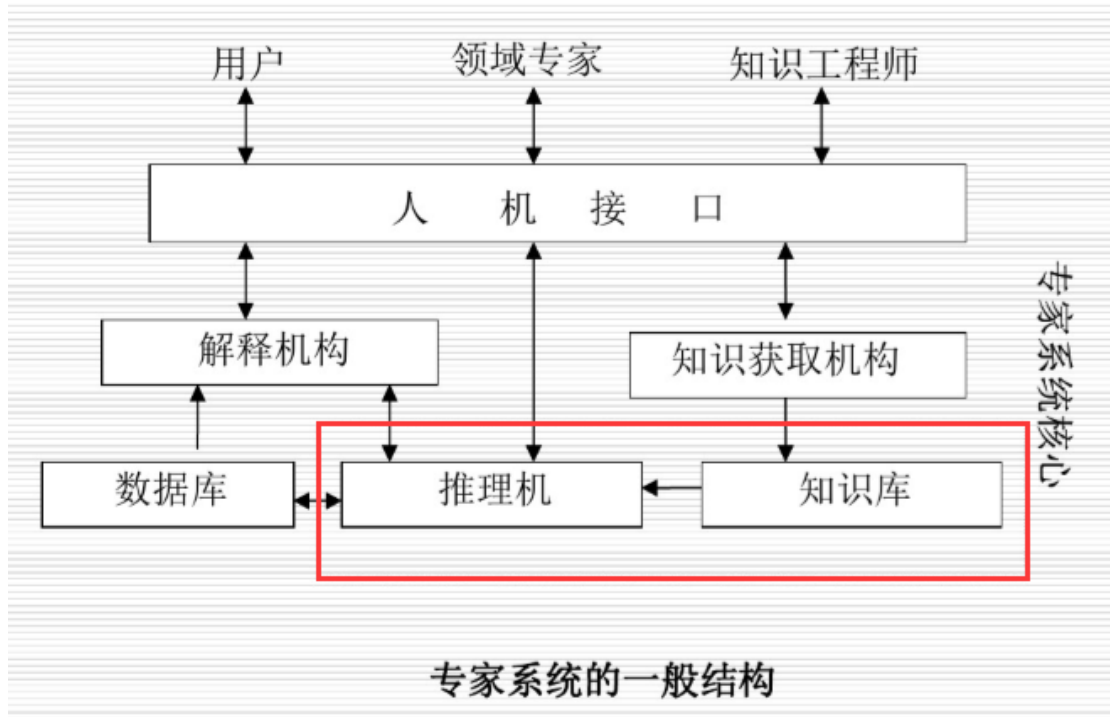 用户
领域专家
知识工程师
人 机 接 口
专家系统核心
解释机构
知识获取机构
数据库
推理机
知识库
专家系统的一般结构